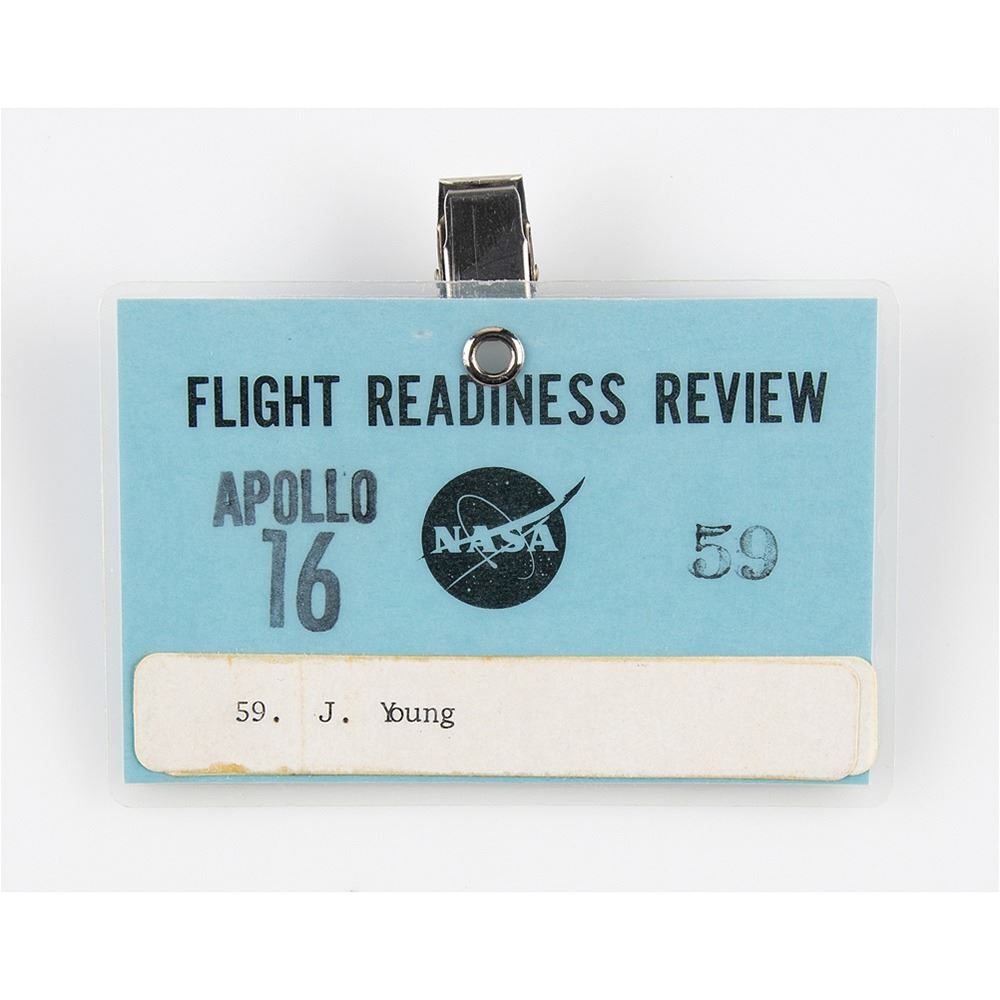 FLIGHT READINESS REVIEW
APOLLO
16
NASA
59
59. J. Young